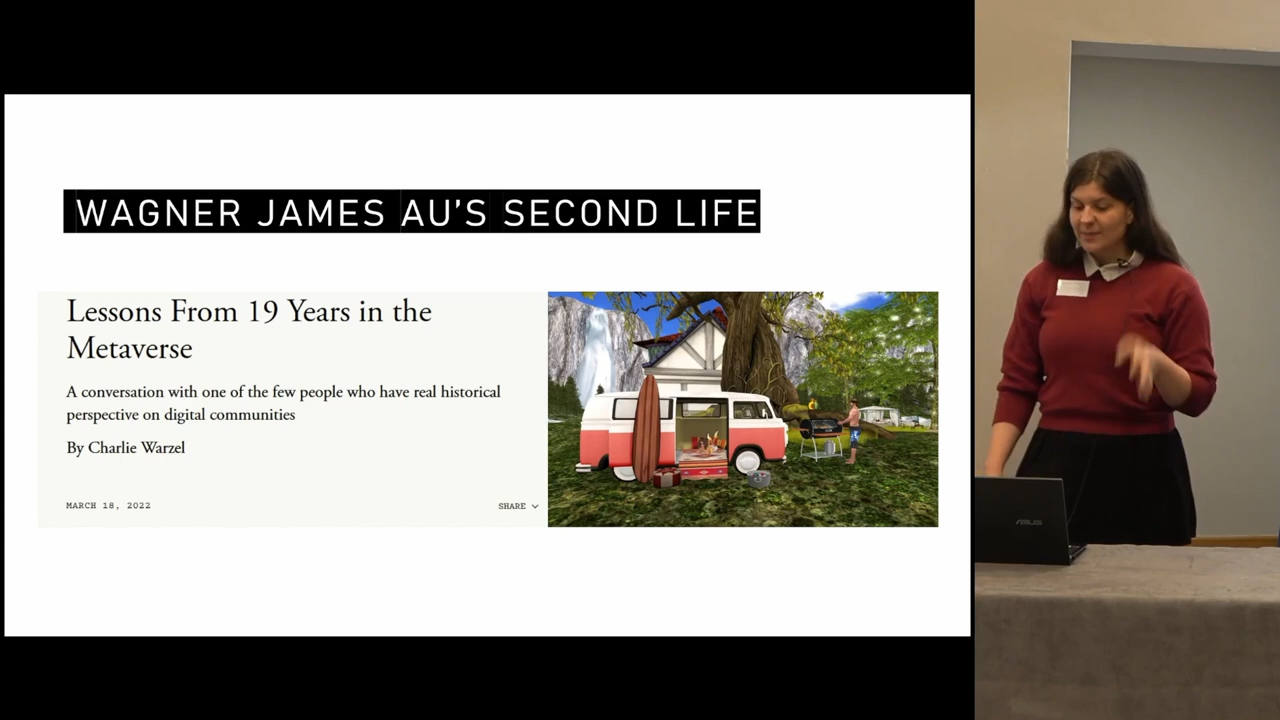 WAGNER JAMES AU'S SECOND LIFE
Lessons From 19 Years in the
Metaverse
A conversation with one of the few people who have real historical
perspective on digital communities
By Charlie Warzel
MARCH 18, 2022
SHARE
ASUS